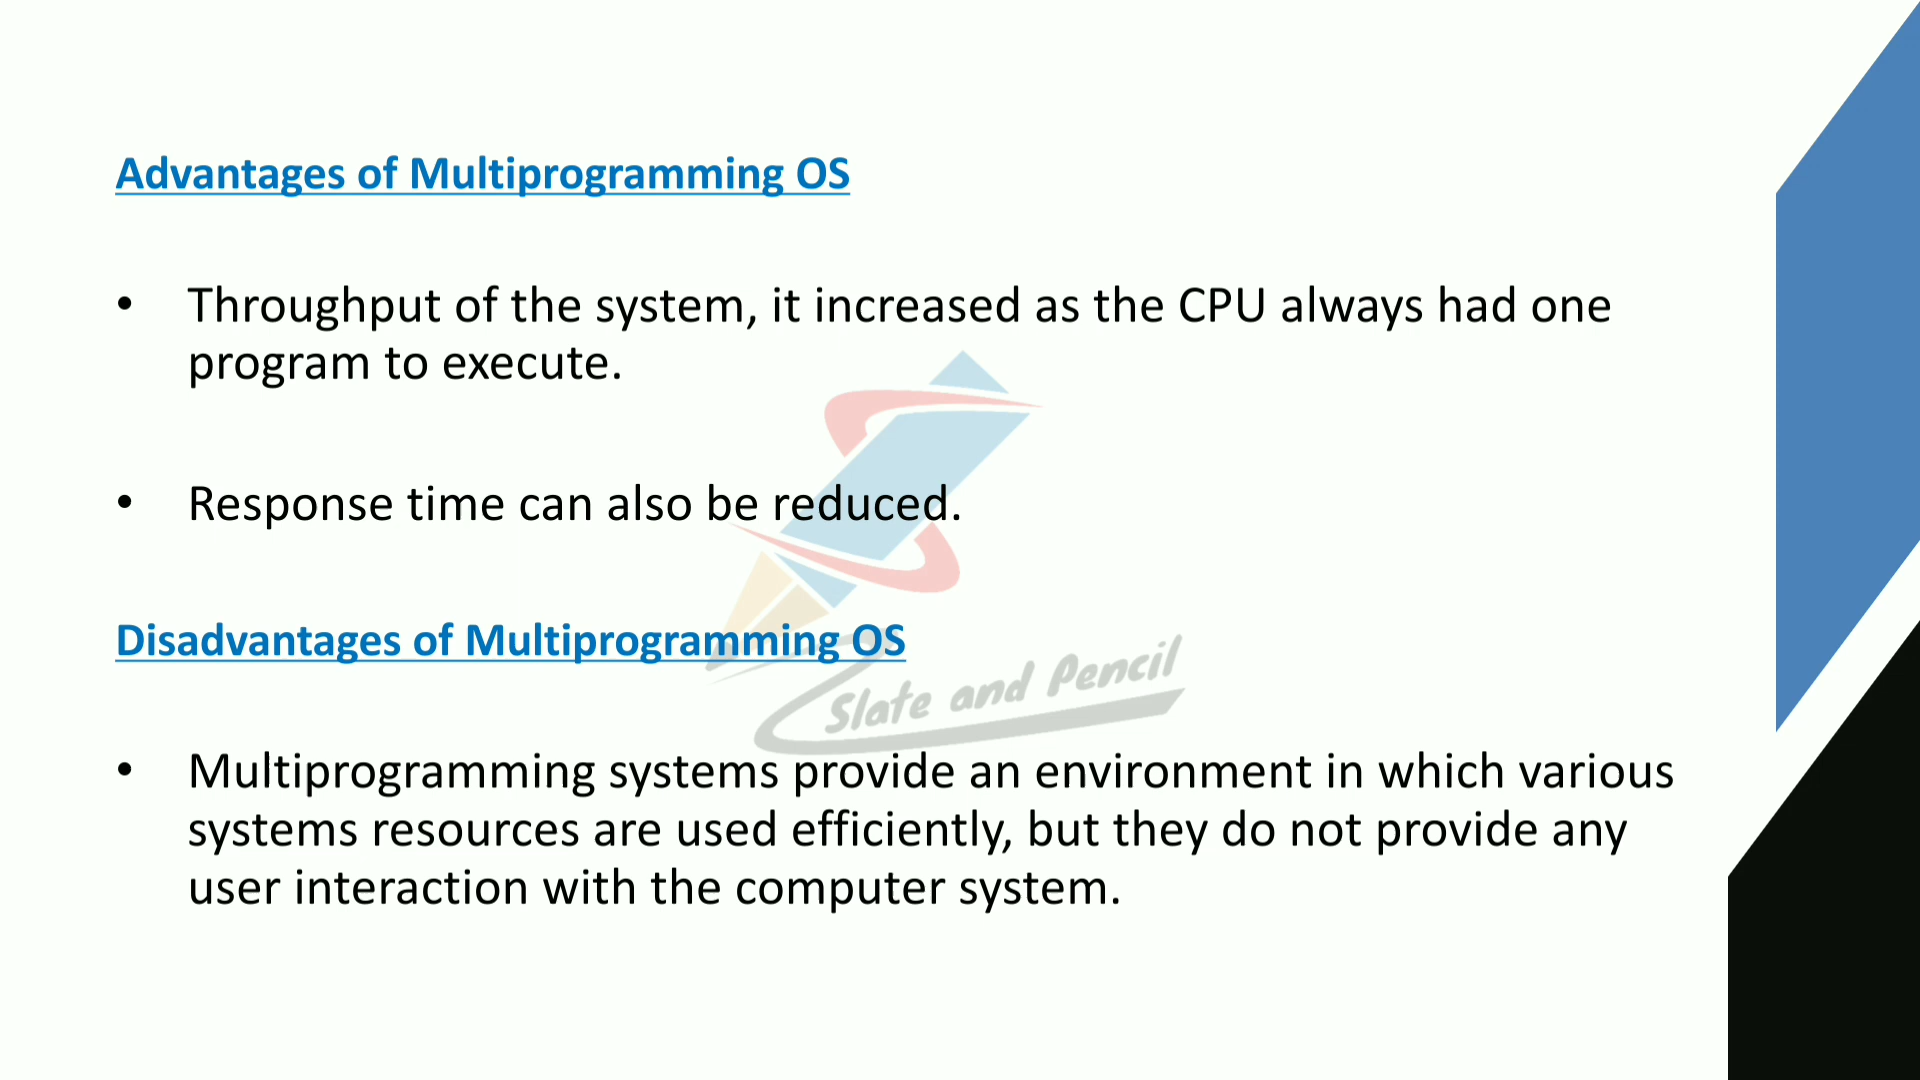 Advantages of Multiprogramming OS
• Throughput of the system, it increased as the CPU always had one
program to execute.
• Response time can also be reduced.
Disadvantages of Multiprogramming OS
Slate and Pencil
• Multiprogramming systems provide an environment in which various
systems resources are used efficiently, but they do not provide any
user interaction with the computer system.